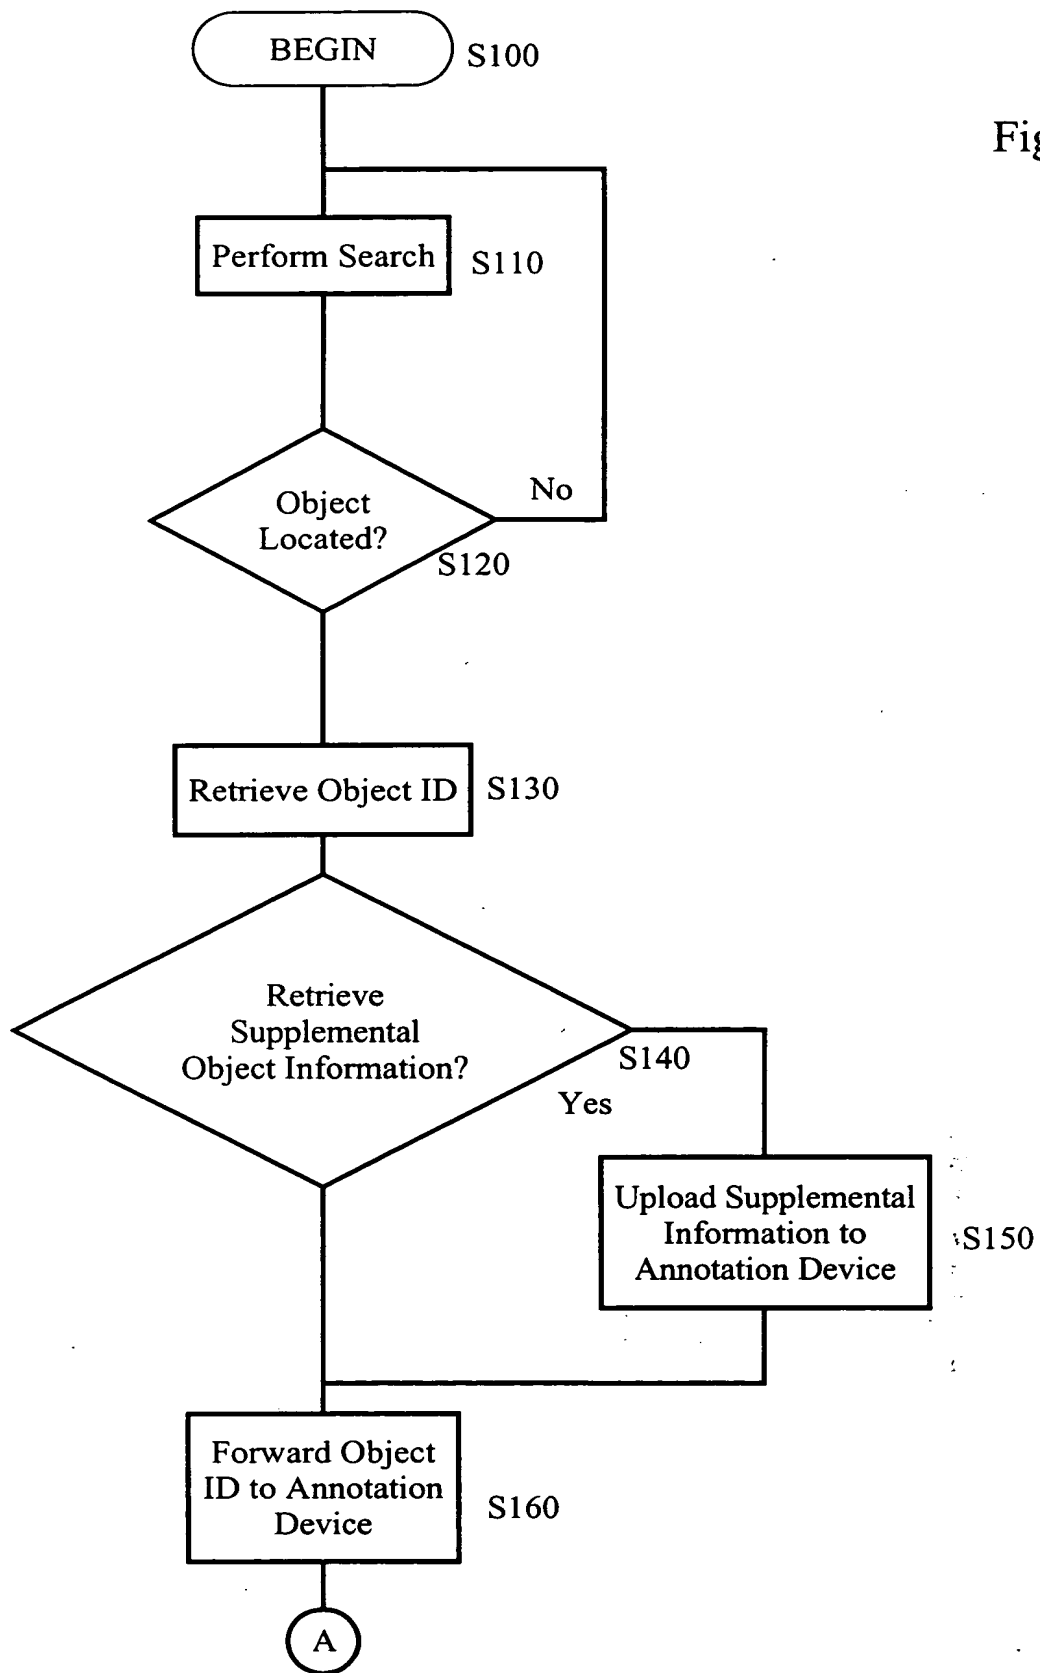 BEGIN
S100
Fig
Perform Search
S110
No
Object
Located?
S120
Retrieve Object ID
S130
Retrieve
Supplemental
Object Information?
S140
Yes
Upload Supplemental
Information to
Annotation Device
S150
Forward Object
ID to Annotation
Device
S160
A